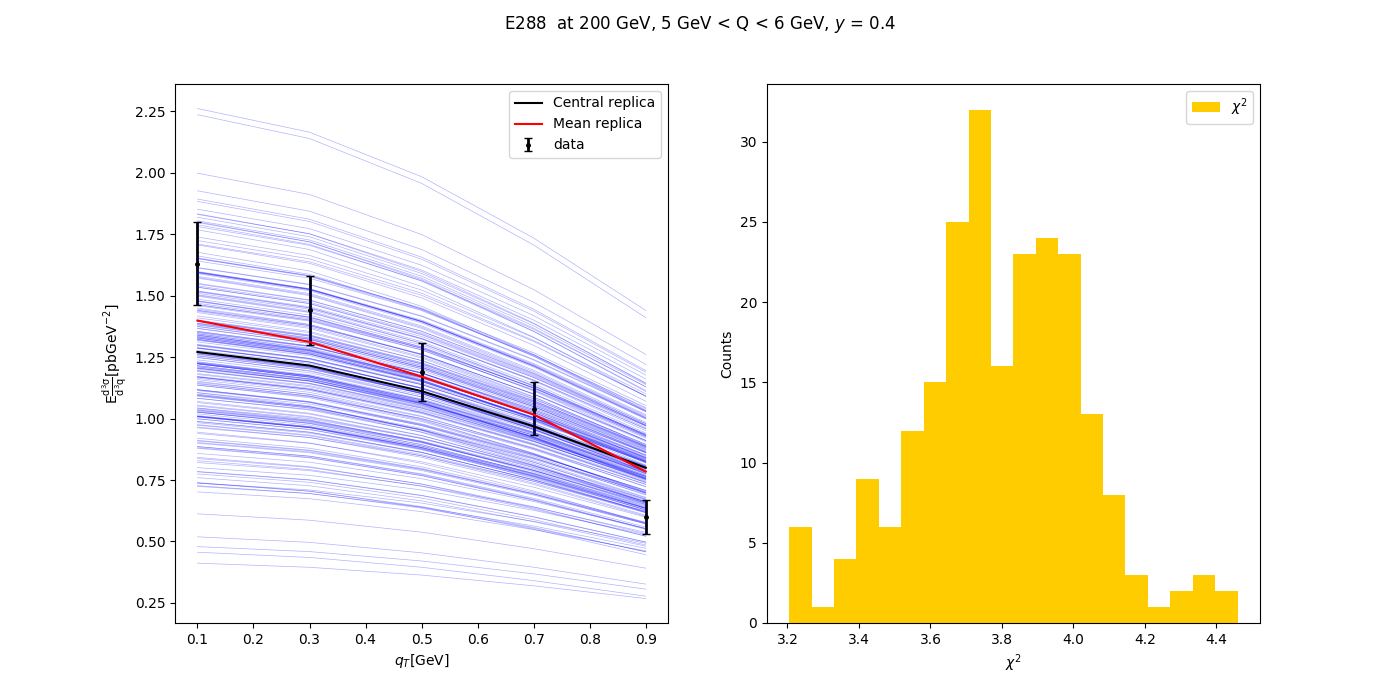 E288 at 200 GeV, 5 GeV < Q < 6 GeV, y = 0.4
2.25
2.00
1.75
1.50
1.25
1.00
0.75
0.50
0.25
E d³σ/d³q [pbGeV⁻²]
Central replica
Mean replica
data
0.1 0.2 0.3 0.4 0.5 0.6 0.7 0.8 0.9
q_T[GeV]
30
25
20
15
10
5
0
Counts
χ²
3.2 3.4 3.6 3.8 4.0 4.2 4.4
χ²